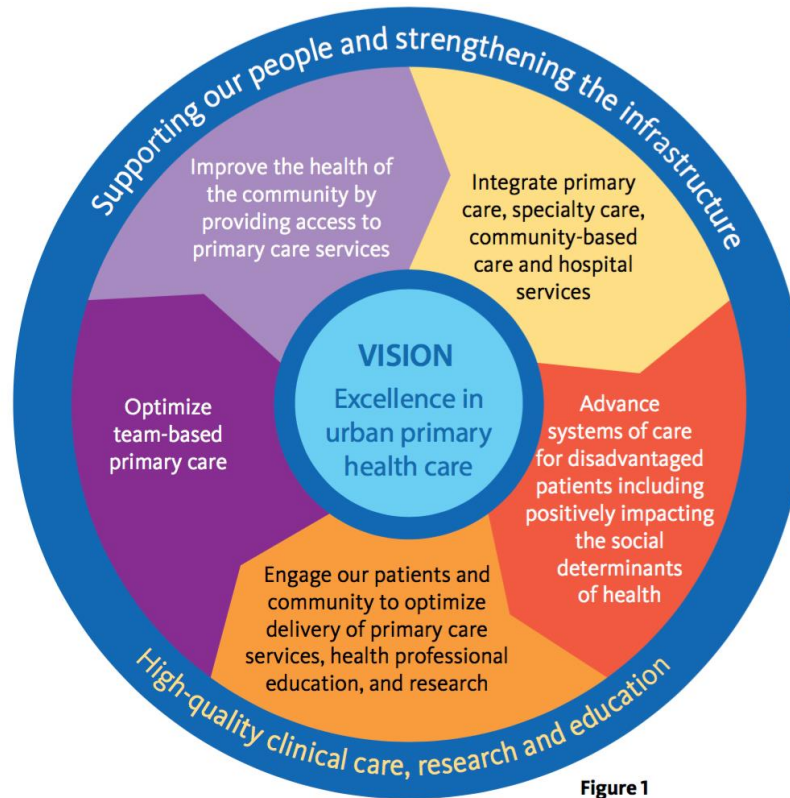 Supporting our people and strengthening the infrastructure
Improve the health of
the community by
providing access to
primary care services
Integrate primary
care, specialty care,
community-based
care and hospital
services
Advance
systems of care
for disadvantaged
patients including
positively impacting
the social
determinants
of health
Engage our patients and
community to optimize
delivery of primary care
services, health professional
education, and research
Optimize
team-based
primary care
VISION
Excellence in
urban primary
health care
High-quality clinical care, research and education
Figure 1